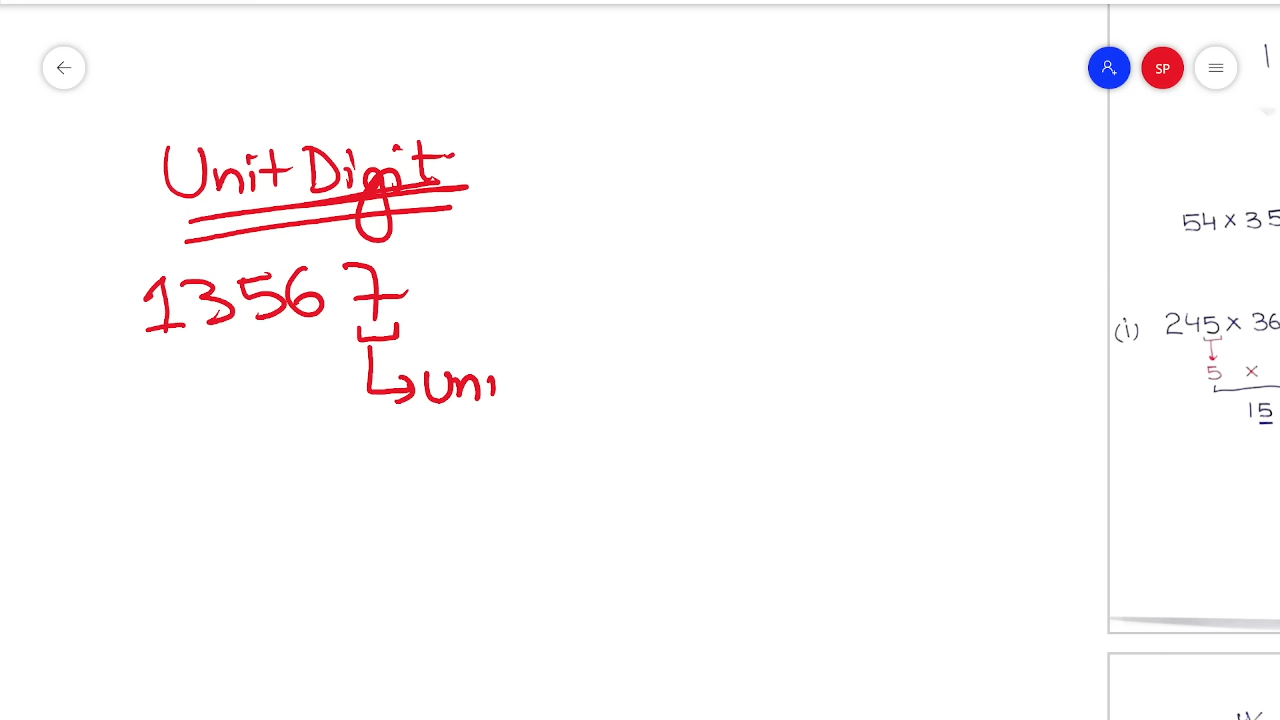 Unit Digit
13567
Uni
SP
54 x 35
(i) 245 x 36
5 x
15